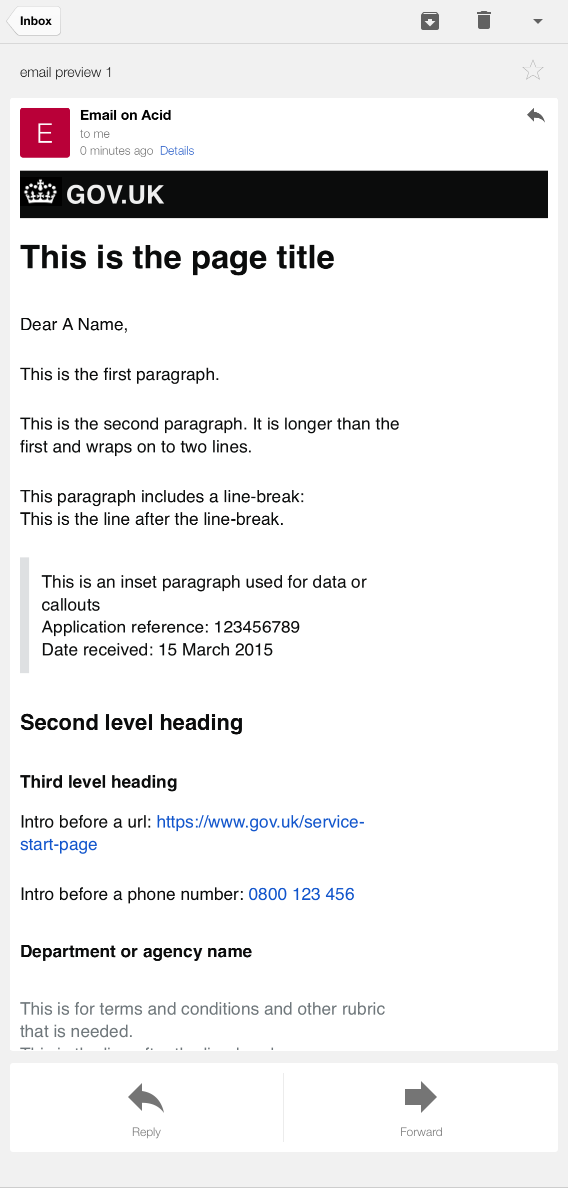 Inbox
email preview 1
E
Email on Acid
to me
0 minutes ago Details
GOV.UK
This is the page title
Dear A Name,
This is the first paragraph.
This is the second paragraph. It is longer than the
first and wraps on to two lines.
This paragraph includes a line-break:
This is the line after the line-break.
This is an inset paragraph used for data or
callouts
Application reference: 123456789
Date received: 15 March 2015
Second level heading
Third level heading
Intro before a url: https://www.gov.uk/service-
start-page
Intro before a phone number: 0800 123 456
Department or agency name
This is for terms and conditions and other rubric
that is needed.
Reply
Forward